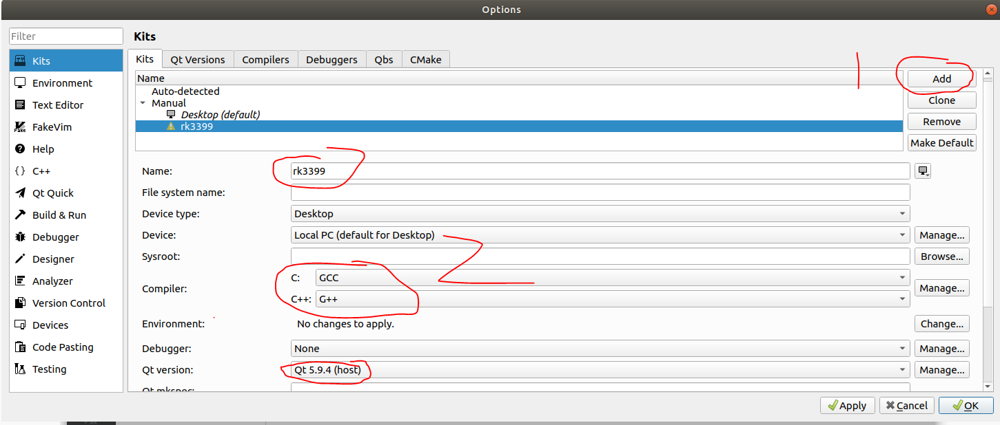 Options
Filter
Kits
Environment
Text Editor
FakeVim
Help
C++
Qt Quick
Build & Run
Debugger
Designer
Analyzer
Version Control
Devices
Code Pasting
Testing
Kits
Kits Qt Versions Compilers Debuggers Qbs CMake
Name
Auto-detected
Manual
Desktop (default)
rk3399
Add
Clone
Remove
Make Default
1
Name: rk3399
File system name:
Device type: Desktop
Device: Local PC (default for Desktop) Manage...
Sysroot: Browse...
2
Compiler: C: GCC
C++: G++ Manage...
Environment: No changes to apply. Change...
Debugger: None Manage...
Qt version: Qt 5.9.4 (host) Manage...
Qt mkspec:
Apply Cancel OK